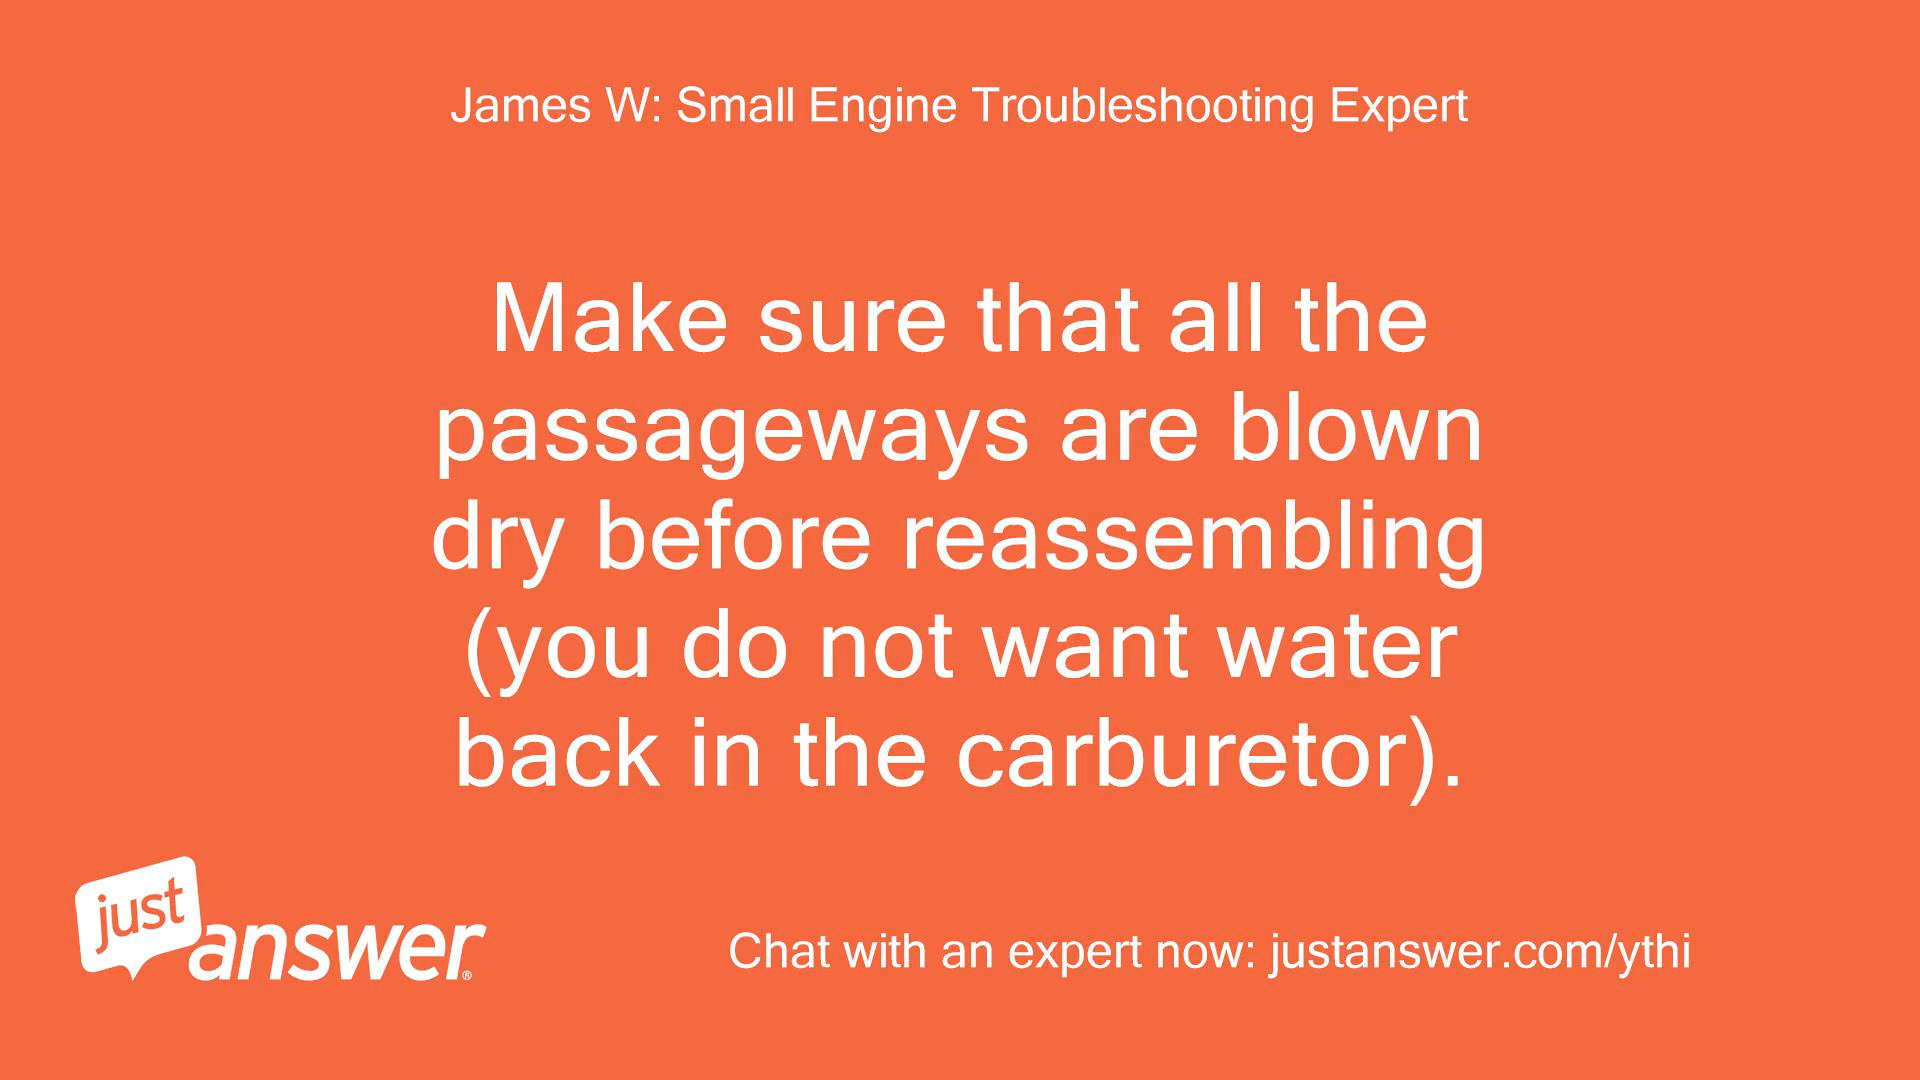 James W: Small Engine Troubleshooting Expert
Make sure that all the
passageways are blown
dry before reassembling
(you do not want water
back in the carburetor).
just
answer®
Chat with an expert now: justanswer.com/ythi